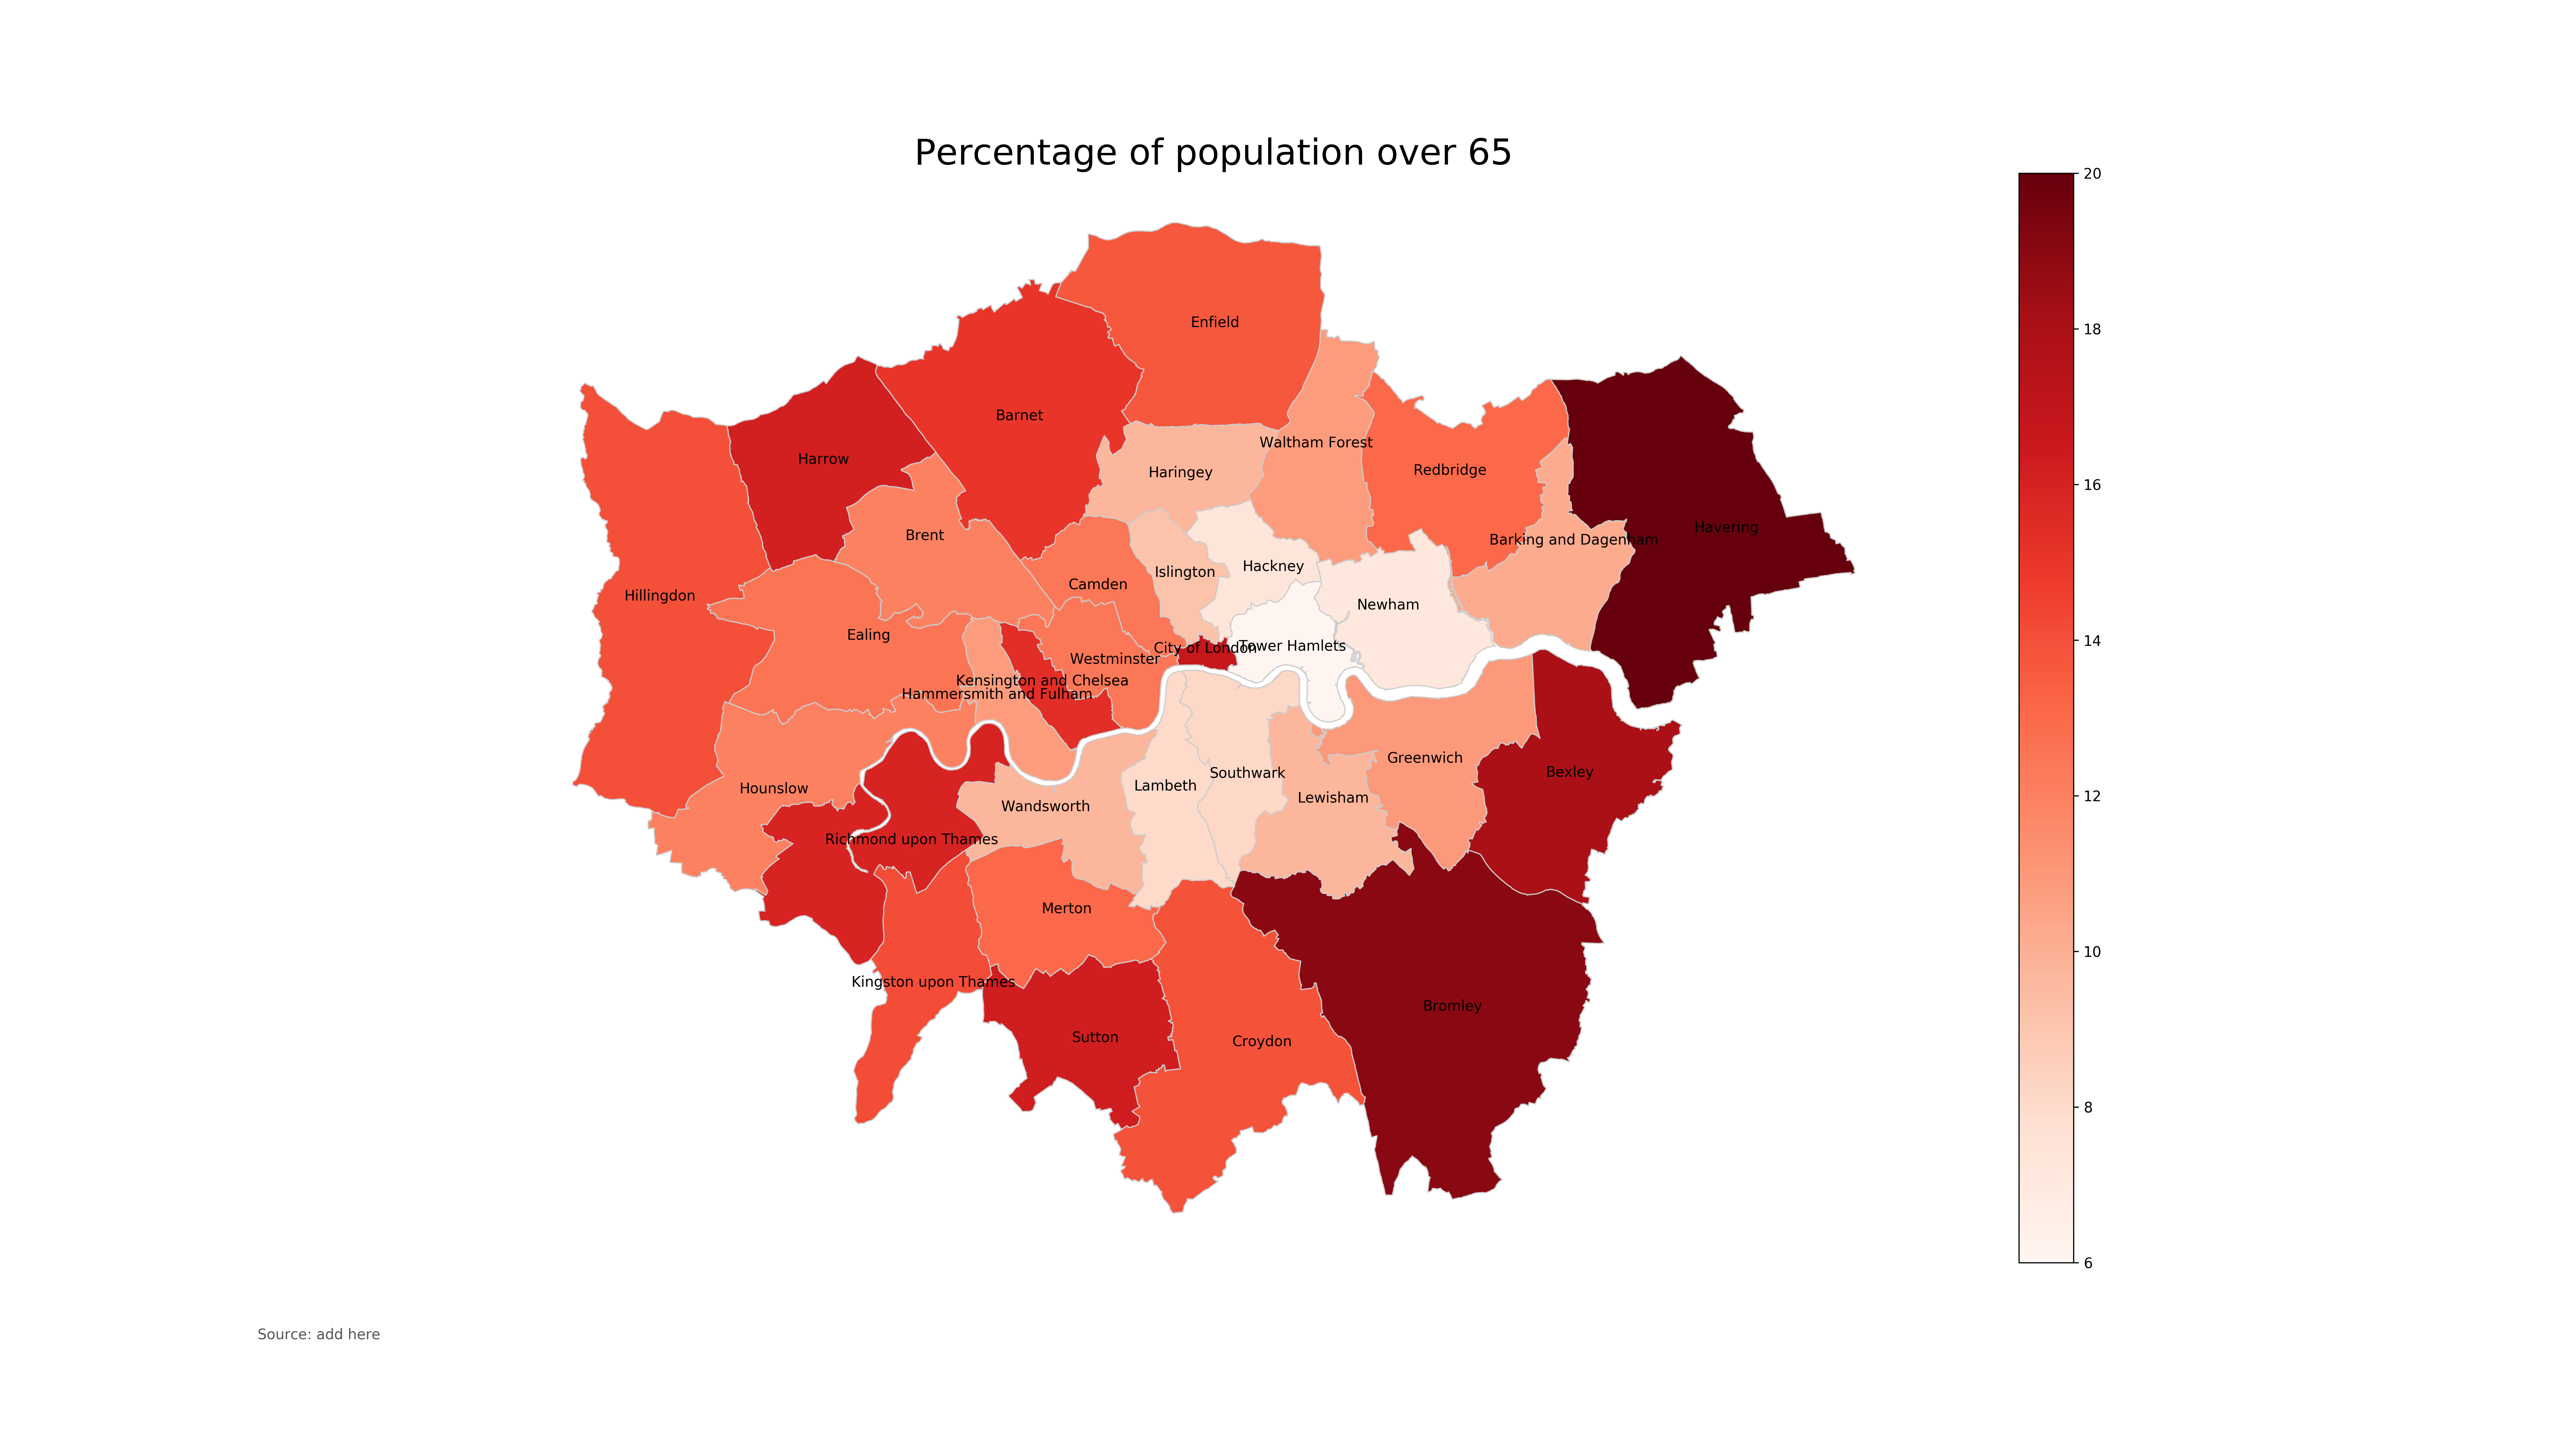 Percentage of population over 65
20
18
16
14
12
10
8
6
Enfield
Barnet
Waltham Forest
Harrow
Redbridge
Haringey
Havering
Brent
Barking and Dagenham
Hackney
Islington
Camden
Hillingdon
Newham
Ealing
Tower Hamlets
City of London
Westminster
Kensington and Chelsea
Hammersmith and Fulham
Greenwich
Bexley
Southwark
Lambeth
Hounslow
Lewisham
Wandsworth
Richmond upon Thames
Merton
Kingston upon Thames
Bromley
Sutton
Croydon
Source: add here